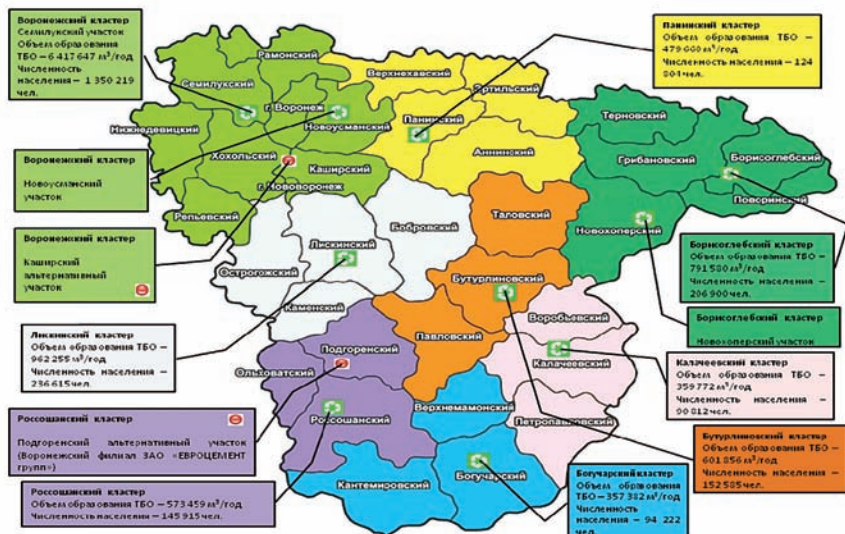 Воронежский кластер
Семилукский участок
Объем образования
ТБО – 6 417 647 м³/год
Численность
населения – 1 350 219
чел.
Воронежский кластер
Новоусманский
участок
Воронежский кластер
Каширский
альтернативный
участок
Лискинский кластер
Объем образования ТБО –
962 255 м³/год
Численность населения –
236 615 чел.
Россошанский кластер
Подгоренский альтернативный участок
(Воронежский филиал ЗАО «ЕВРОЦЕМЕНТ
групп»)
Россошанский кластер
Объем образования ТБО – 573 459 м³/год
Численность населения – 145 915 чел.
Рамонский
Семилукский
г. Воронеж
Нижнедевицкий
Новоусманский
Хохольский
Каширский
г. Нововоронеж
Репьевский
Верхнехавский
Эртильский
Панинский
Аннинский
Терновский
Грибановский
Борисоглебский
Поворинский
Новохоперский
Таловский
Бобровский
Лискинский
Острогожский
Каменский
Бутурлиновский
Павловский
Воробьевский
Калачеевский
Петропавловский
Подгоренский
Ольховатский
Россошанский
Верхнемамонский
Кантемировский
Богучарский
Панинский кластер
Объем образования ТБО –
479 660 м³/год
Численность населения – 124
804 чел.
Борисоглебский кластер
Объем образования ТБО –
791 580 м³/год
Численность населения –
206 900 чел.
Борисоглебский кластер
Новохоперский участок
Калачеевский кластер
Объем образования ТБО –
359 772 м³/год
Численность населения –
90 812 чел.
Бутурлиновский кластер
Объем образования ТБО –
601 856 м³/год
Численность населения –
152 585 чел.
Богучарский кластер
Объем образования
ТБО – 357 382 м³/год
Численность
населения – 94 222
чел.